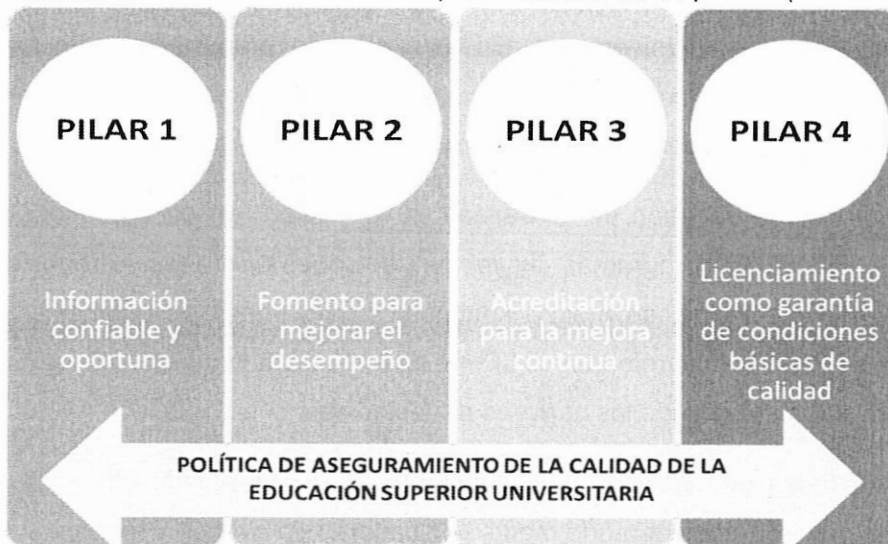 PILAR 1
PILAR 2
PILAR 3
PILAR 4
Información
confiable y
oportuna
Fomento para
mejorar el
desempeño
Acreditación
para la mejora
continua
Licenciamiento
como garantía
de condiciones
básicas de
calidad
POLÍTICA DE ASEGURAMIENTO DE LA CALIDAD DE LA
EDUCACIÓN SUPERIOR UNIVERSITARIA